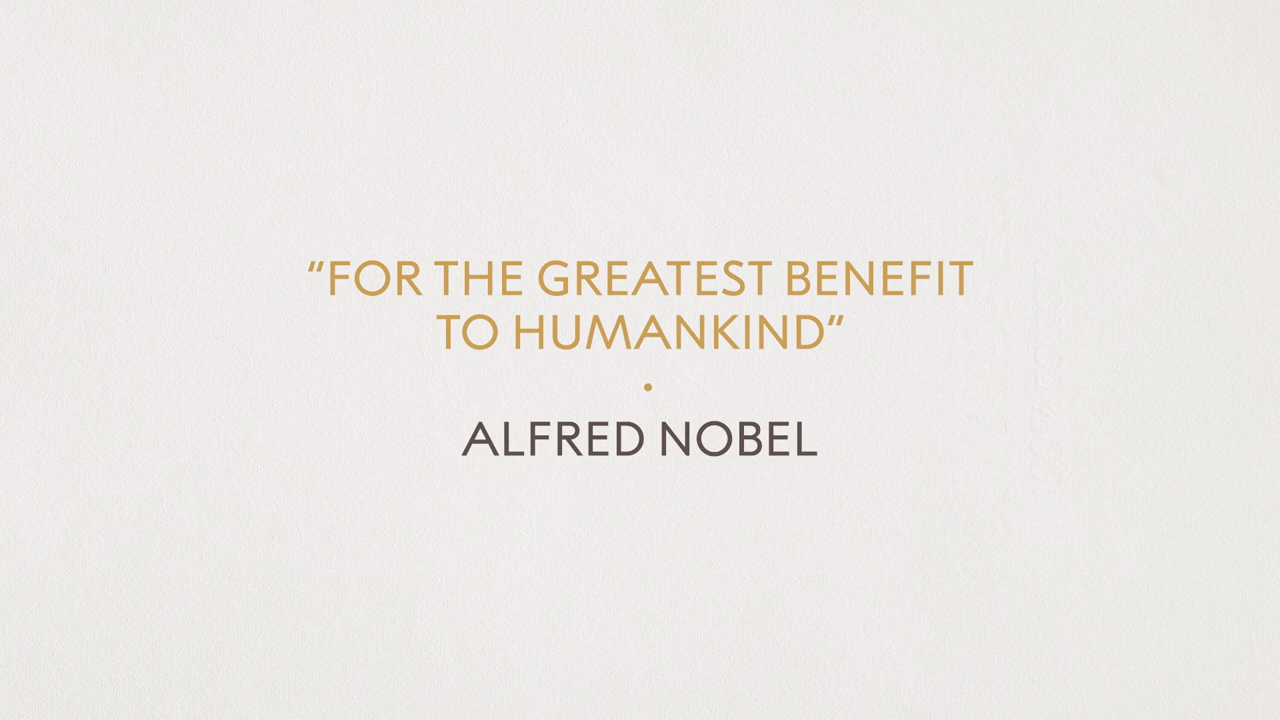 “FOR THE GREATEST BENEFIT
TO HUMANKIND”
•
ALFRED NOBEL